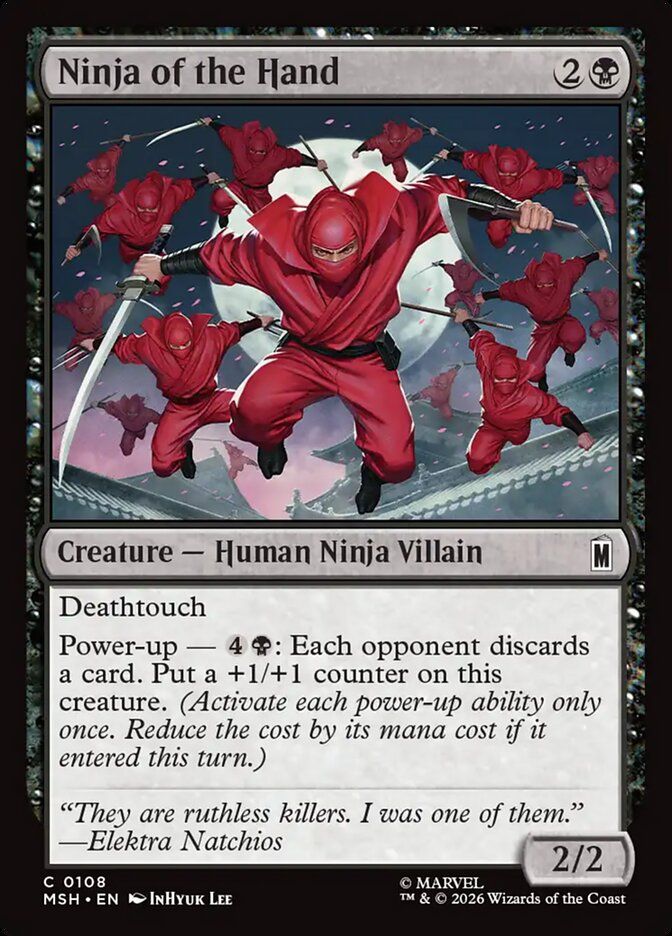 Ninja of the Hand 2
Creature — Human Ninja Villain M
Deathtouch
Power-up — 4: Each opponent discards
a card. Put a +1/+1 counter on this
creature. (Activate each power-up ability only
once. Reduce the cost by its mana cost if it
entered this turn.)
“They are ruthless killers. I was one of them.”
—Elektra Natchios
2/2
C 0108 © MARVEL
MSH • EN InHyuk Lee ™ & © 2026 Wizards of the Coast